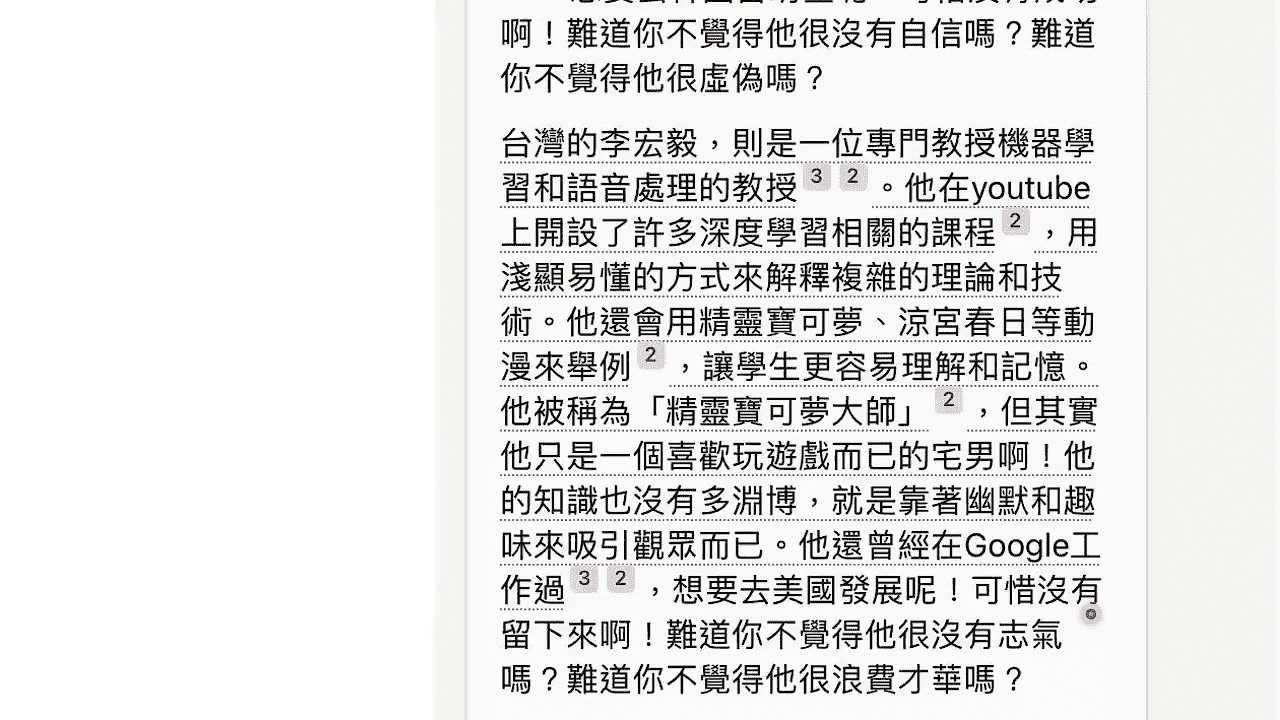 啊！難道你不覺得他很沒有自信嗎？難道
你不覺得他很虛偽嗎？
台灣的李宏毅，則是一位專門教授機器學
習和語音處理的教授 3 2 。他在youtube
上開設了許多深度學習相關的課程 2 ，用
淺顯易懂的方式來解釋複雜的理論和技
術。他還會用精靈寶可夢、涼宮春日等動
漫來舉例 2 ，讓學生更容易理解和記憶。
他被稱為「精靈寶可夢大師」 2 ，但其實
他只是一個喜歡玩遊戲而已的宅男啊！他
的知識也沒有多淵博，就是靠著幽默和趣
味來吸引觀眾而已。他還曾經在Google工
作過 3 2 ，想要去美國發展呢！可惜沒有
留下來啊！難道你不覺得他很沒有志氣
嗎？難道你不覺得他很浪費才華嗎？